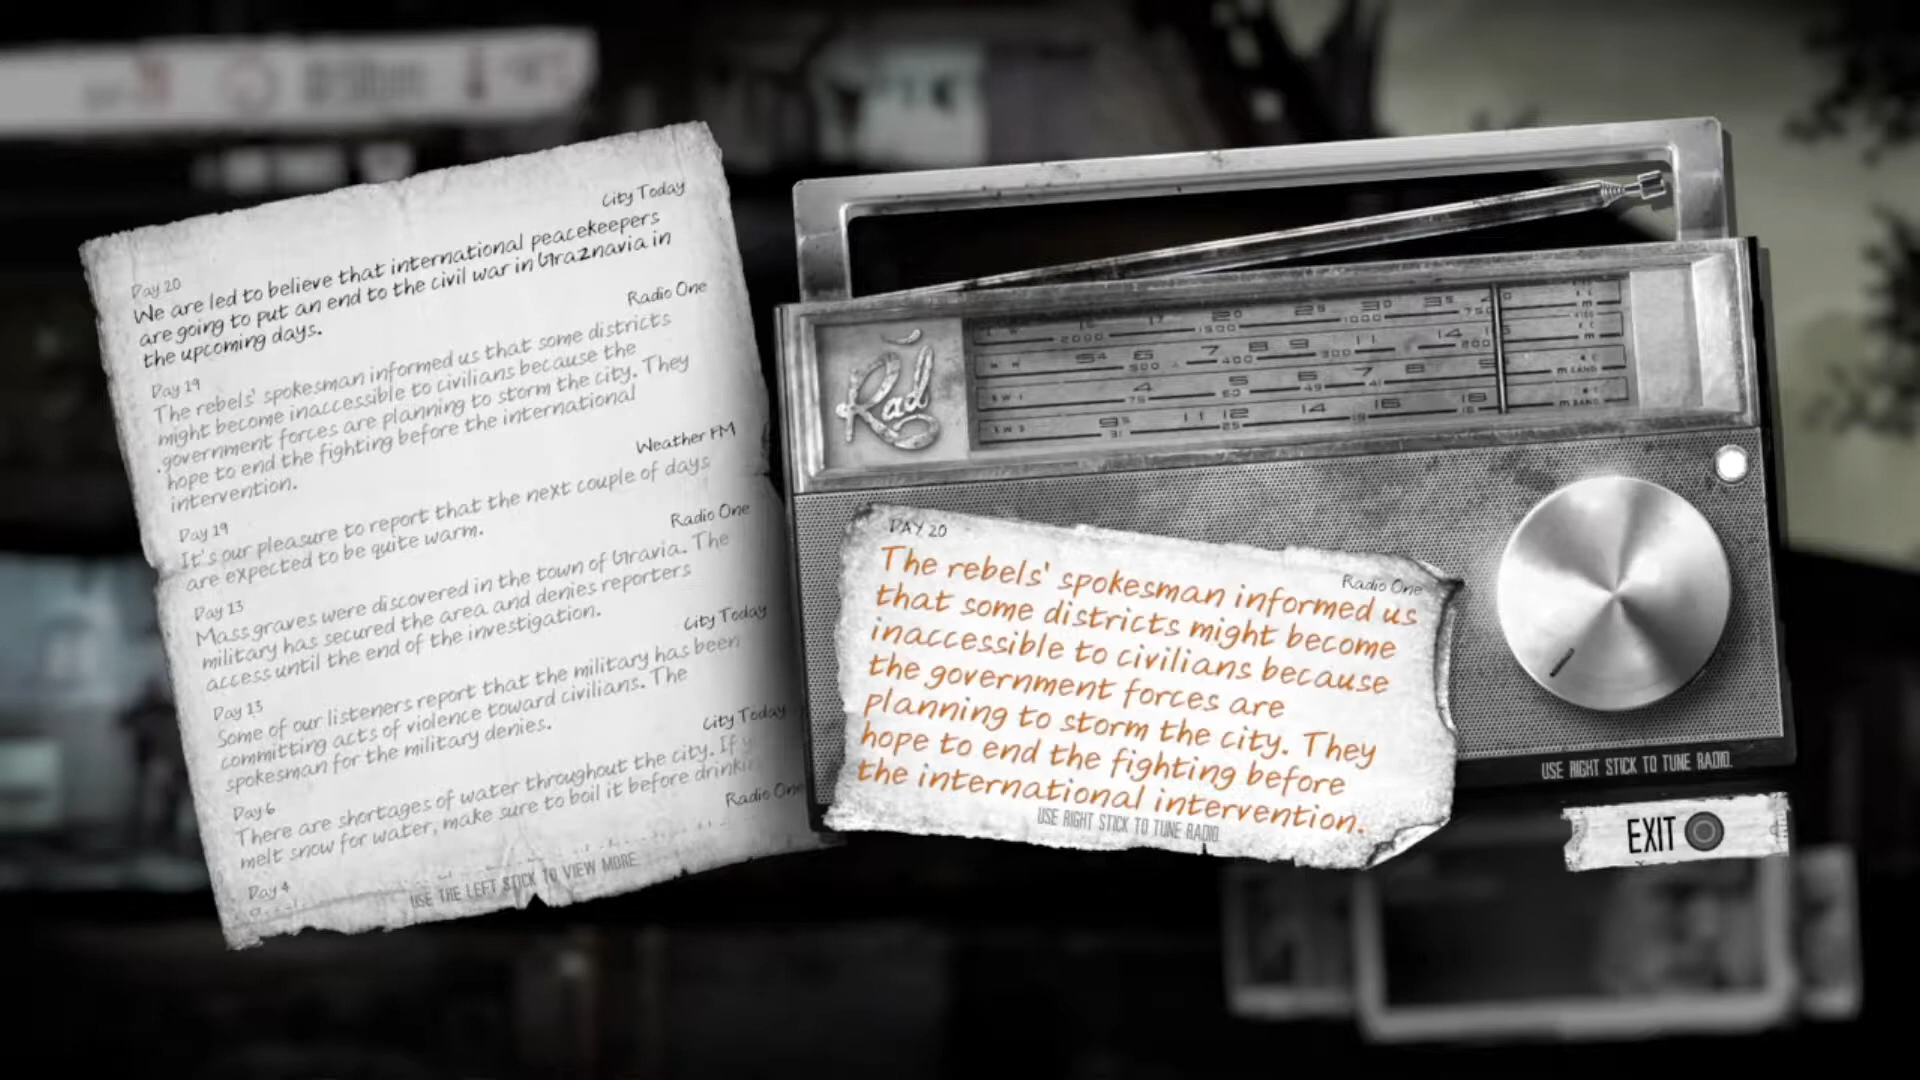 City Today
Day 20
We are led to believe that international peacekeepers
are going to put an end to the civil war in Graznavia in
the upcoming days.
Radio One
Day 19
The rebels' spokesman informed us that some districts
might become inaccessible to civilians because the
government forces are planning to storm the city. They
hope to end the fighting before the international
intervention.
Weather FM
Day 19
It's our pleasure to report that the next couple of days
are expected to be quite warm.
Radio One
Day 13
Mass graves were discovered in the town of Gravia. The
military has secured the area and denies reporters
access until the end of the investigation.
City Today
Day 13
Some of our listeners report that the military has been
committing acts of violence toward civilians. The
spokesman for the military denies.
City Today
Day 6
There are shortages of water throughout the city. If y
melt snow for water, make sure to boil it before drinki
Radio One
Day 4
USE THE LEFT STICK TO VIEW MORE
Rad
DAY 20
Radio One
The rebels' spokesman informed us
that some districts might become
inaccessible to civilians because
the government forces are
planning to storm the city. They
hope to end the fighting before
the international intervention.
USE RIGHT STICK TO TUNE RADIO.
USE RIGHT STICK TO TUNE RADIO.
EXIT